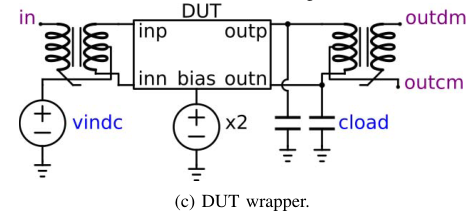 in
DUT
outdm
inp outp
inn bias outn
outcm
vindc
x2
cload
(c) DUT wrapper.